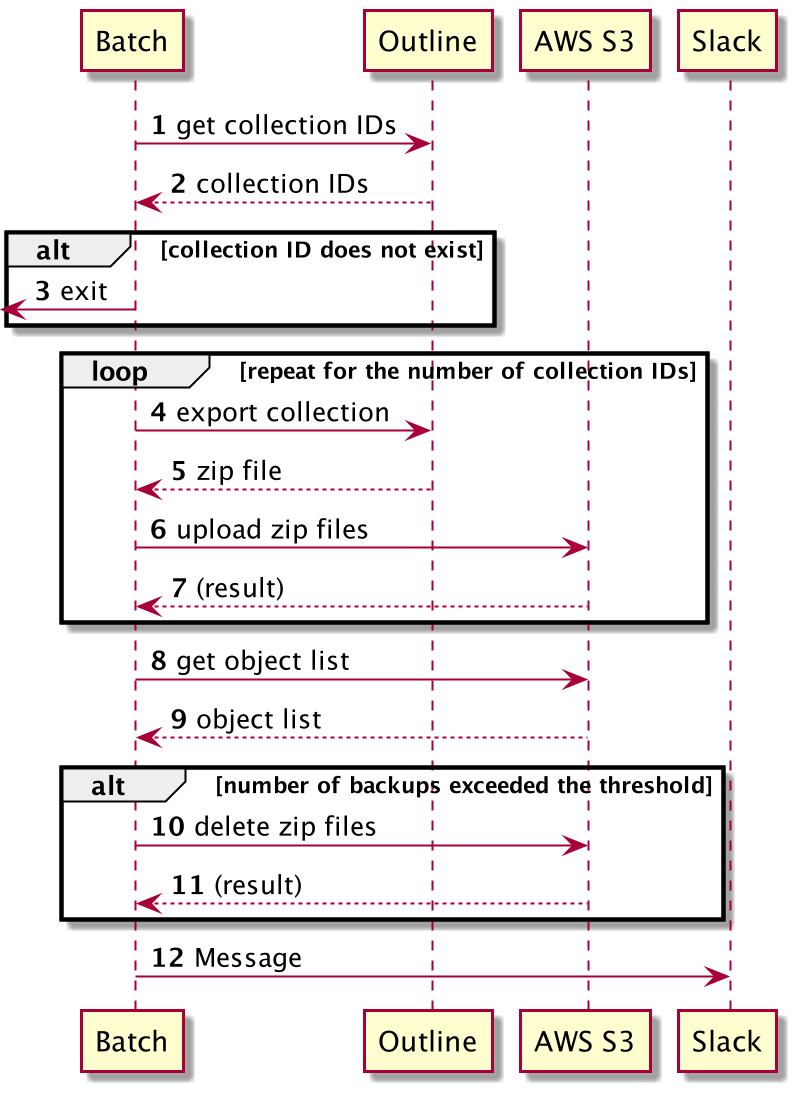 Batch Outline AWS S3 Slack
1 get collection IDs
2 collection IDs
alt [collection ID does not exist]
3 exit
loop [repeat for the number of collection IDs]
4 export collection
5 zip file
6 upload zip files
7 (result)
8 get object list
9 object list
alt [number of backups exceeded the threshold]
10 delete zip files
11 (result)
12 Message
Batch Outline AWS S3 Slack